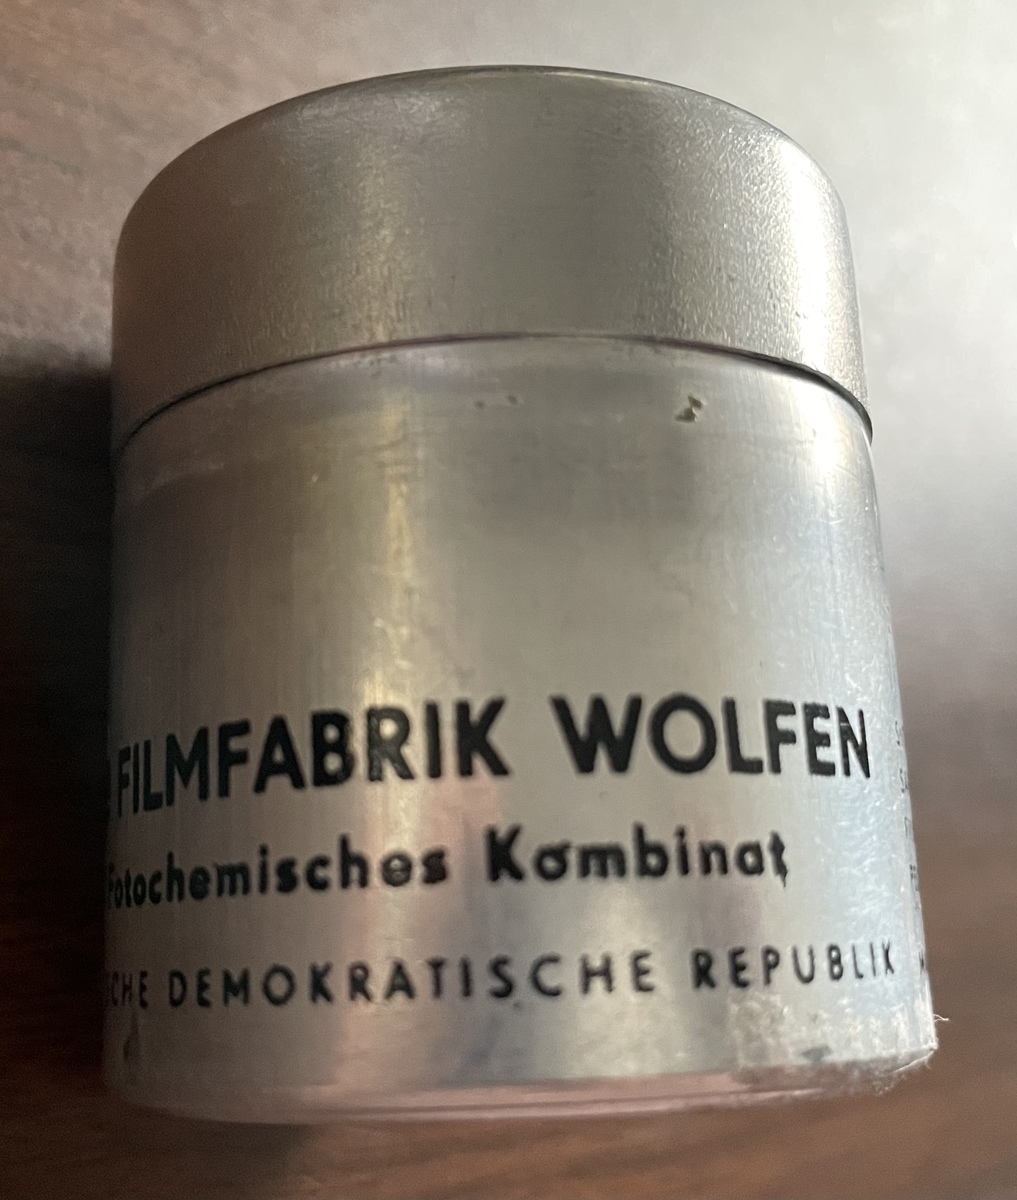 FILMFABRIK WOLFEN
Fotochemisches Kombinat
DEMOKRATISCHE REPUBLIK